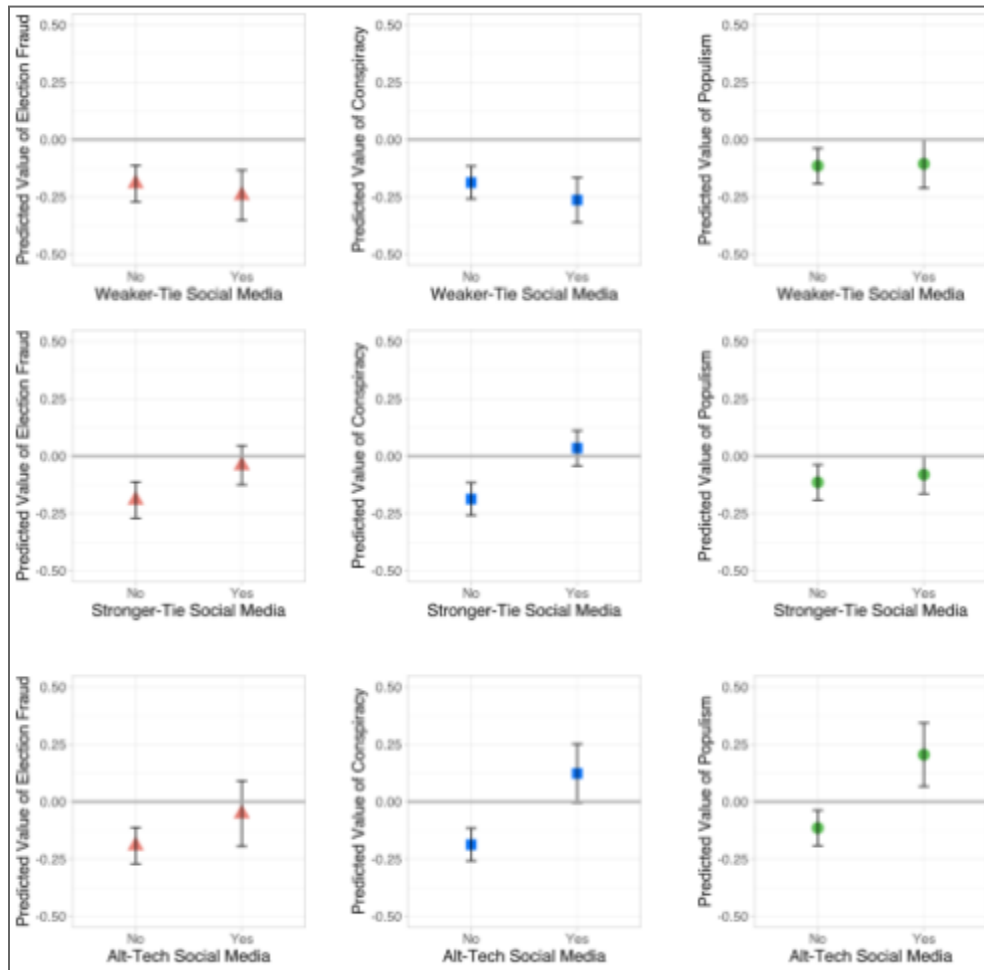 Predicted Value of Election Fraud
0.50
0.25
0.00
-0.25
-0.50
No Yes
Weaker-Tie Social Media
Predicted Value of Conspiracy
0.50
0.25
0.00
-0.25
-0.50
No Yes
Weaker-Tie Social Media
Predicted Value of Populism
0.50
0.25
0.00
-0.25
-0.50
No Yes
Weaker-Tie Social Media
Predicted Value of Election Fraud
0.50
0.25
0.00
-0.25
-0.50
No Yes
Stronger-Tie Social Media
Predicted Value of Conspiracy
0.50
0.25
0.00
-0.25
-0.50
No Yes
Stronger-Tie Social Media
Predicted Value of Populism
0.50
0.25
0.00
-0.25
-0.50
No Yes
Stronger-Tie Social Media
Predicted Value of Election Fraud
0.50
0.25
0.00
-0.25
-0.50
No Yes
Alt-Tech Social Media
Predicted Value of Conspiracy
0.50
0.25
0.00
-0.25
-0.50
No Yes
Alt-Tech Social Media
Predicted Value of Populism
0.50
0.25
0.00
-0.25
-0.50
No Yes
Alt-Tech Social Media